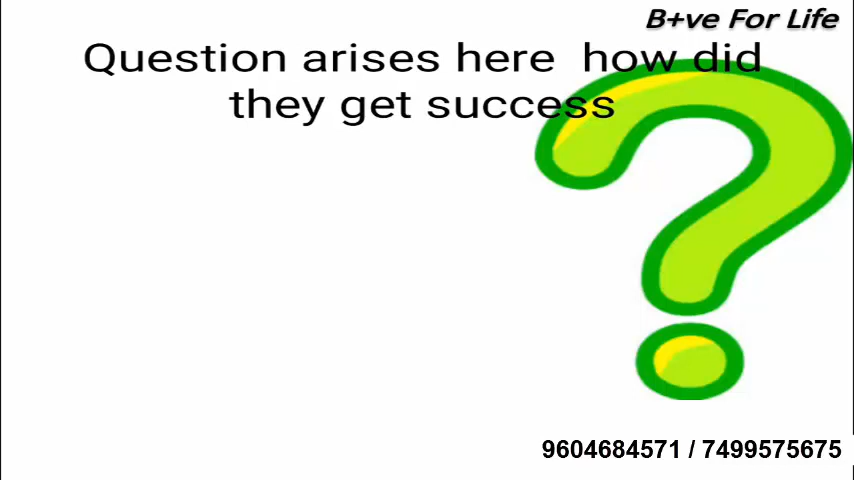 B+ve For Life
Question arises here how did
they get success
9604684571 / 7499575675